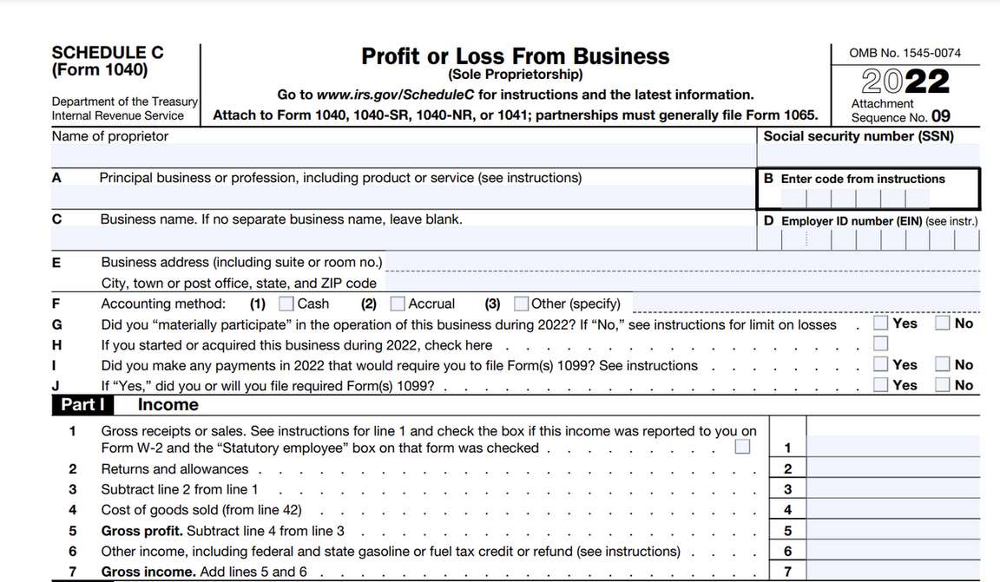 SCHEDULE C
(Form 1040)
Department of the Treasury
Internal Revenue Service
Profit or Loss From Business
(Sole Proprietorship)
Go to www.irs.gov/ScheduleC for instructions and the latest information.
Attach to Form 1040, 1040-SR, 1040-NR, or 1041; partnerships must generally file Form 1065.
OMB No. 1545-0074
2022
Attachment
Sequence No. 09
Name of proprietor
Social security number (SSN)
A Principal business or profession, including product or service (see instructions)
B Enter code from instructions
C Business name. If no separate business name, leave blank.
D Employer ID number (EIN) (see instr.)
E Business address (including suite or room no.)
City, town or post office, state, and ZIP code
F Accounting method: (1) Cash (2) Accrual (3) Other (specify)
G Did you “materially participate” in the operation of this business during 2022? If “No,” see instructions for limit on losses . Yes No
H If you started or acquired this business during 2022, check here . . . . . . . . . . . . . . . . . .
I Did you make any payments in 2022 that would require you to file Form(s) 1099? See instructions . . . . . . . . Yes No
J If “Yes,” did you or will you file required Form(s) 1099? . . . . . . . . . . . . . . . . . . . . . Yes No
Part I Income
1 Gross receipts or sales. See instructions for line 1 and check the box if this income was reported to you on
Form W-2 and the “Statutory employee” box on that form was checked . . . . . . . . . 1
2 Returns and allowances . . . . . . . . . . . . . . . . . . . . . . . . . 2
3 Subtract line 2 from line 1 . . . . . . . . . . . . . . . . . . . . . . . . 3
4 Cost of goods sold (from line 42) . . . . . . . . . . . . . . . . . . . . . . 4
5 Gross profit. Subtract line 4 from line 3 . . . . . . . . . . . . . . . . . . . . 5
6 Other income, including federal and state gasoline or fuel tax credit or refund (see instructions) . . . . 6
7 Gross income. Add lines 5 and 6 . . . . . . . . . . . . . . . . . . . . . . 7